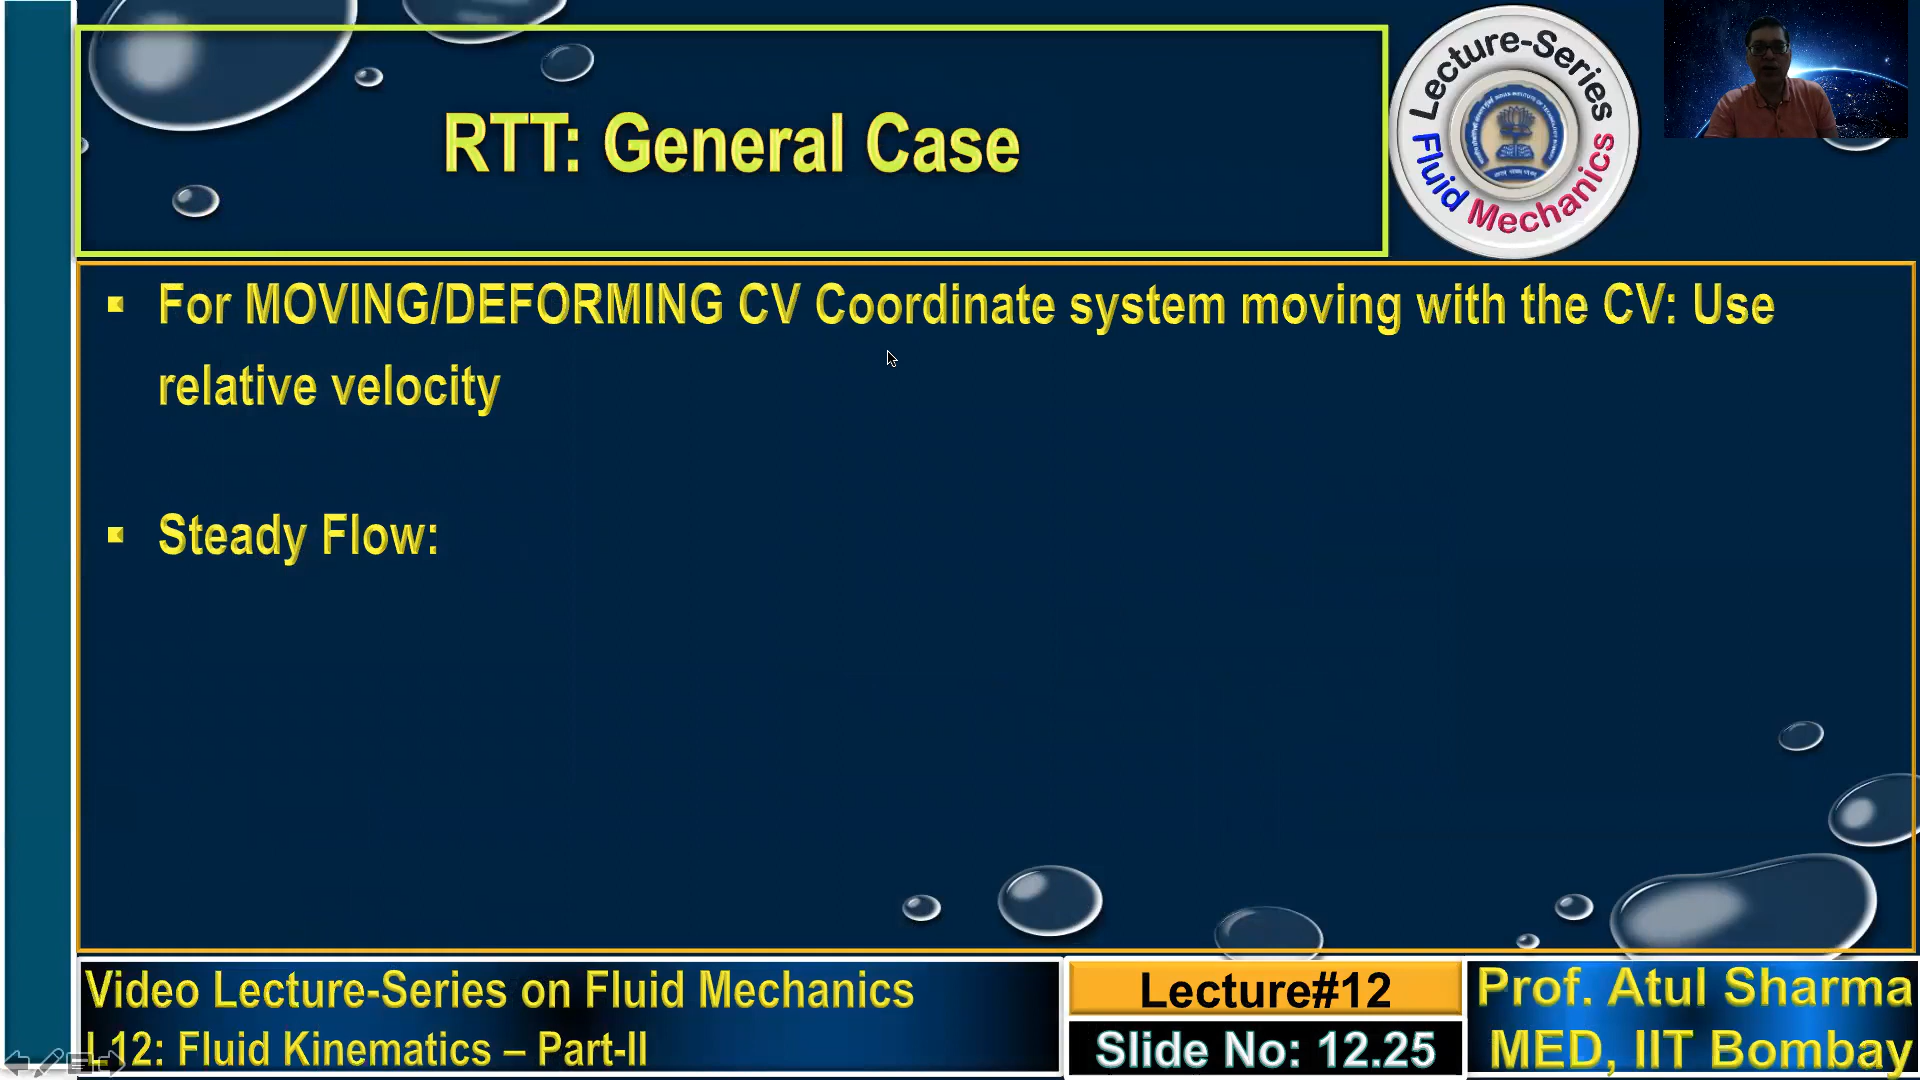 RTT: General Case
Lecture-Series
Fluid Mechanics
▪ For MOVING/DEFORMING CV Coordinate system moving with the CV: Use
relative velocity
▪ Steady Flow:
Video Lecture-Series on Fluid Mechanics
L12: Fluid Kinematics – Part-II
Lecture#12
Slide No: 12.25
Prof. Atul Sharma
MED, IIT Bombay